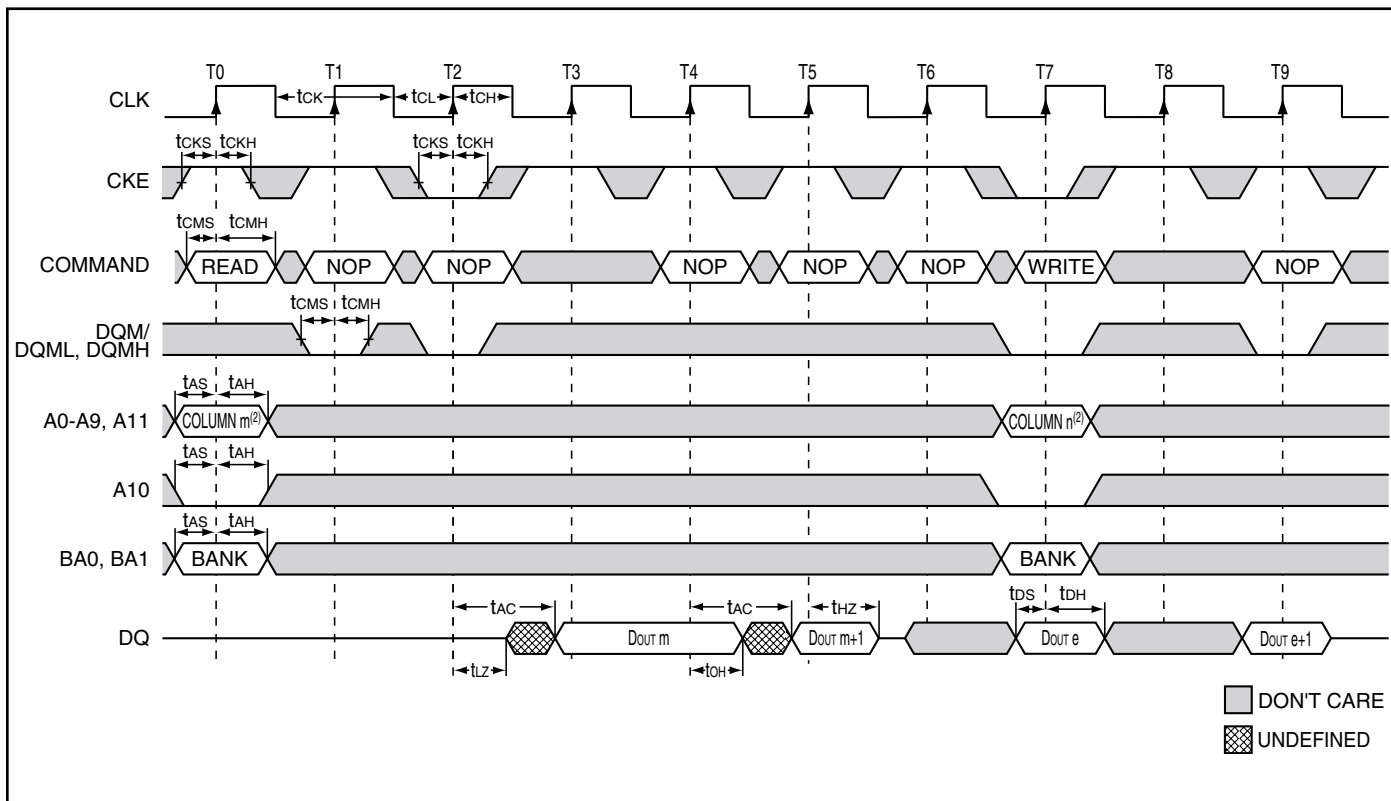 T0 T1 T2 T3 T4 T5 T6 T7 T8 T9
CLK tCK tCL tCH
tCKS tCKH tCKS tCKH
CKE
tCMS tCMH
COMMAND READ NOP NOP NOP NOP NOP WRITE NOP
tCMS tCMH
DQM/
DQML, DQMH
tAS tAH
A0-A9, A11 COLUMN m(2) COLUMN n(2)
tAS tAH
A10
tAS tAH
BA0, BA1 BANK BANK
tAC tAC tHZ tDS tDH
DQ DOUT m DOUT m+1 DOUT e DOUT e+1
tLZ tOH
DON'T CARE
UNDEFINED